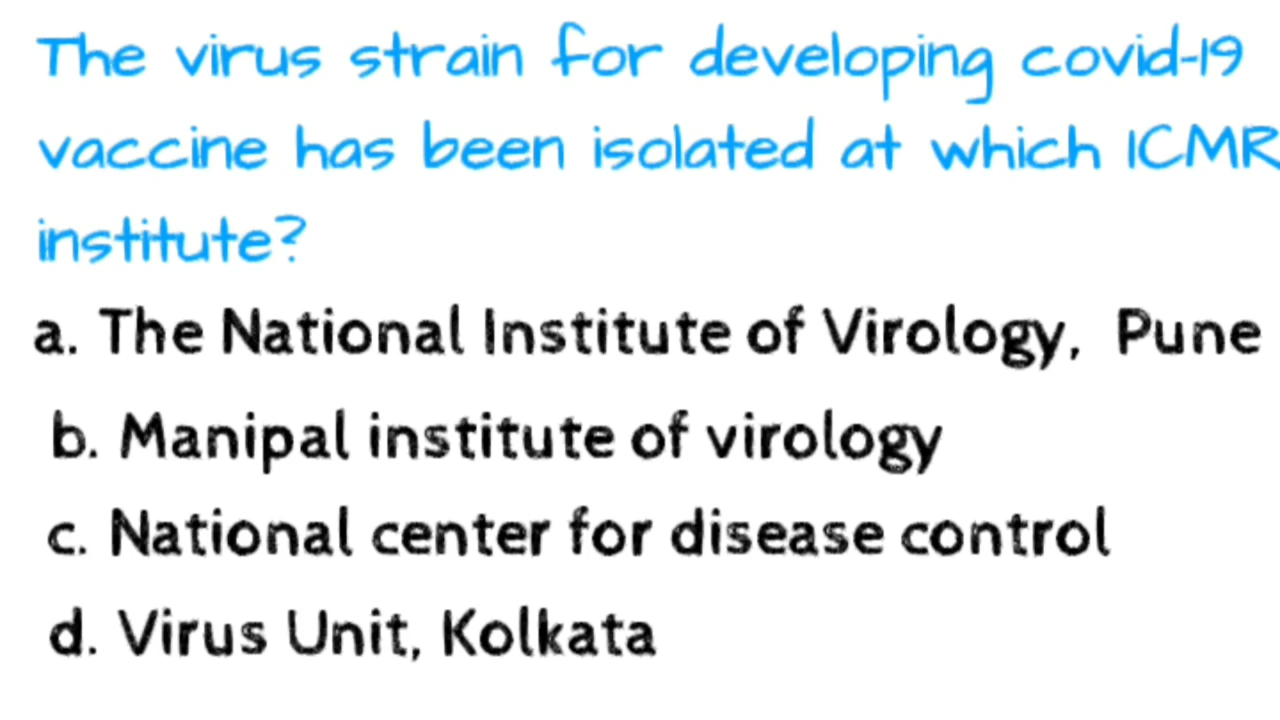 The virus strain for developing covid-19
vaccine has been isolated at which ICMR
institute?
a. The National Institute of Virology, Pune
b. Manipal institute of virology
c. National center for disease control
d. Virus Unit, Kolkata